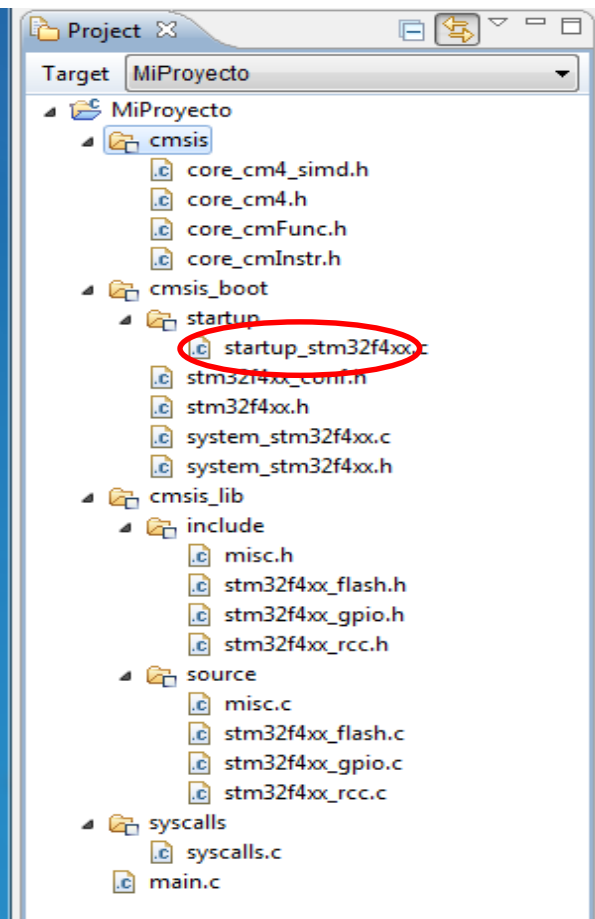 Project
Target MiProyecto
MiProyecto
cmsis
core_cm4_simd.h
core_cm4.h
core_cmFunc.h
core_cmInstr.h
cmsis_boot
startup
startup_stm32f4xx.c
stm32f4xx_conf.h
stm32f4xx.h
system_stm32f4xx.c
system_stm32f4xx.h
cmsis_lib
include
misc.h
stm32f4xx_flash.h
stm32f4xx_gpio.h
stm32f4xx_rcc.h
source
misc.c
stm32f4xx_flash.c
stm32f4xx_gpio.c
stm32f4xx_rcc.c
syscalls
syscalls.c
main.c